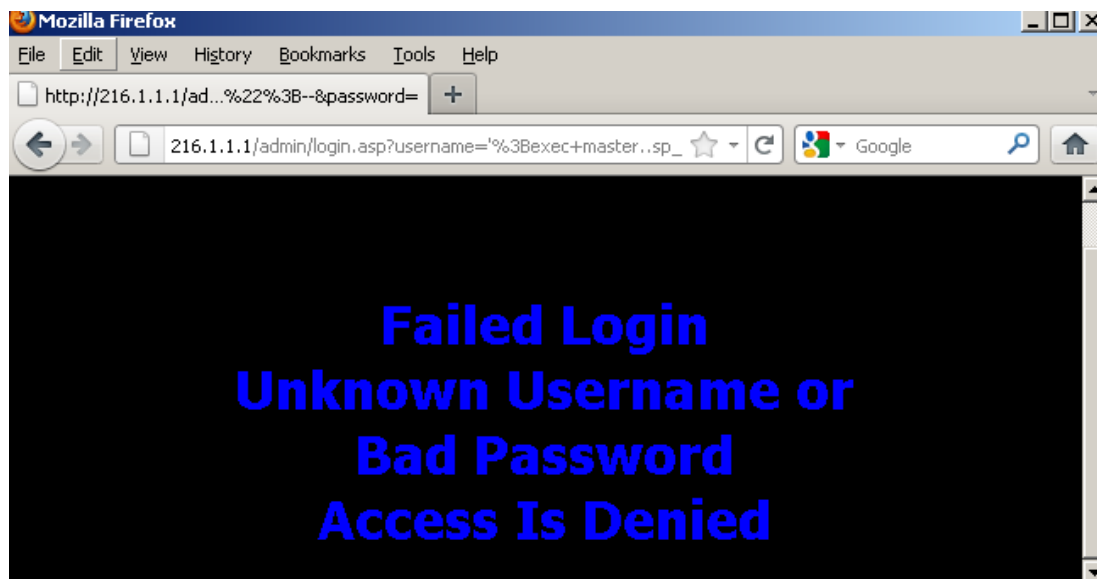 Mozilla Firefox
File Edit View History Bookmarks Tools Help
http://216.1.1.1/ad...%22%3B--&password= +
216.1.1.1/admin/login.asp?username='%3Bexec+master..sp_ Google
Failed Login
Unknown Username or
Bad Password
Access Is Denied